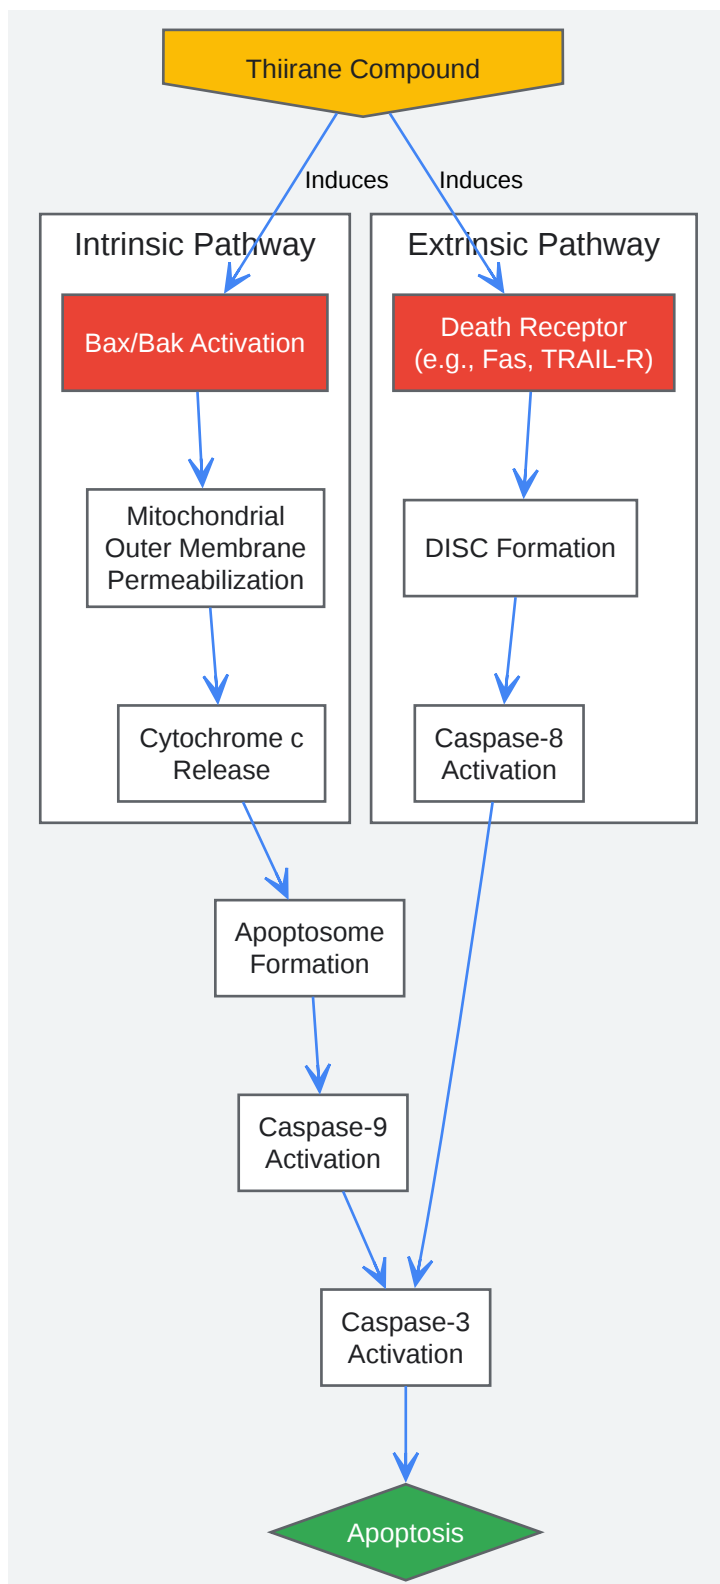 Thiirane Compound
Induces
Induces
Intrinsic Pathway
Bax/Bak Activation
Mitochondrial
Outer Membrane
Permeabilization
Cytochrome c
Release
Extrinsic Pathway
Death Receptor
(e.g., Fas, TRAIL-R)
DISC Formation
Caspase-8
Activation
Apoptosome
Formation
Caspase-9
Activation
Caspase-3
Activation
Apoptosis